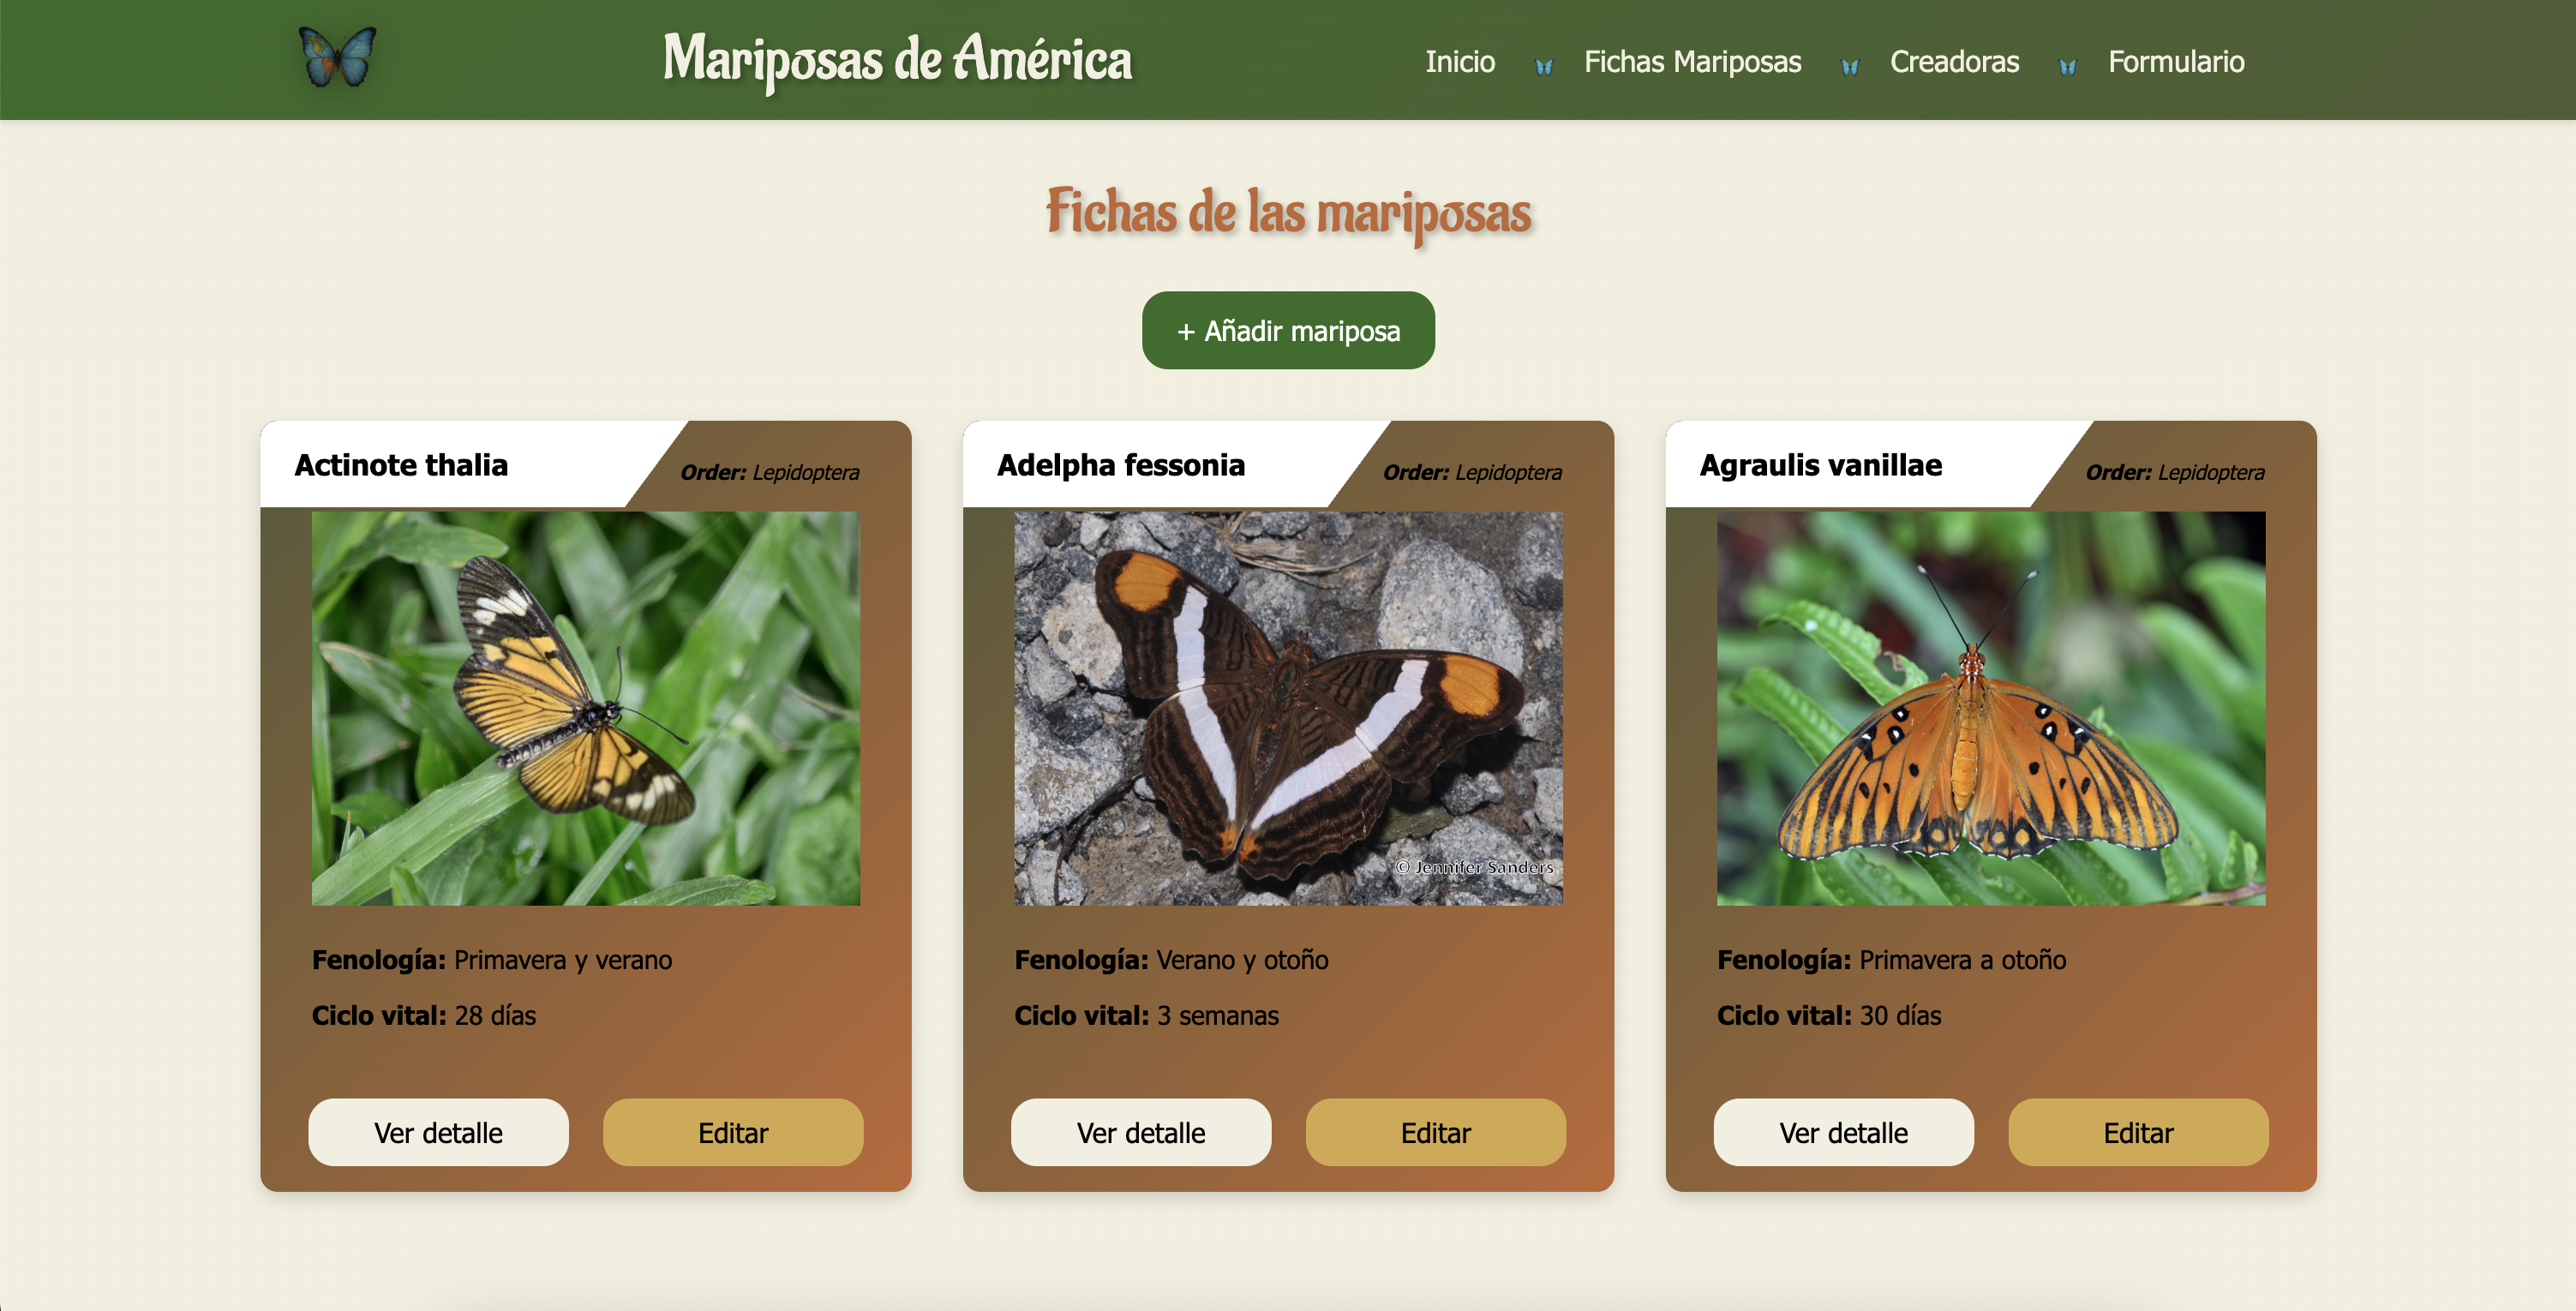 Mariposas de América
Inicio
Fichas Mariposas
Creadoras
Formulario
Fichas de las mariposas
+ Añadir mariposa
Actinote thalia
Order: Lepidoptera
Fenología: Primavera y verano
Ciclo vital: 28 días
Ver detalle
Editar
Adelpha fessonia
Order: Lepidoptera
© Jennifer Sanders
Fenología: Verano y otoño
Ciclo vital: 3 semanas
Ver detalle
Editar
Agraulis vanillae
Order: Lepidoptera
Fenología: Primavera a otoño
Ciclo vital: 30 días
Ver detalle
Editar